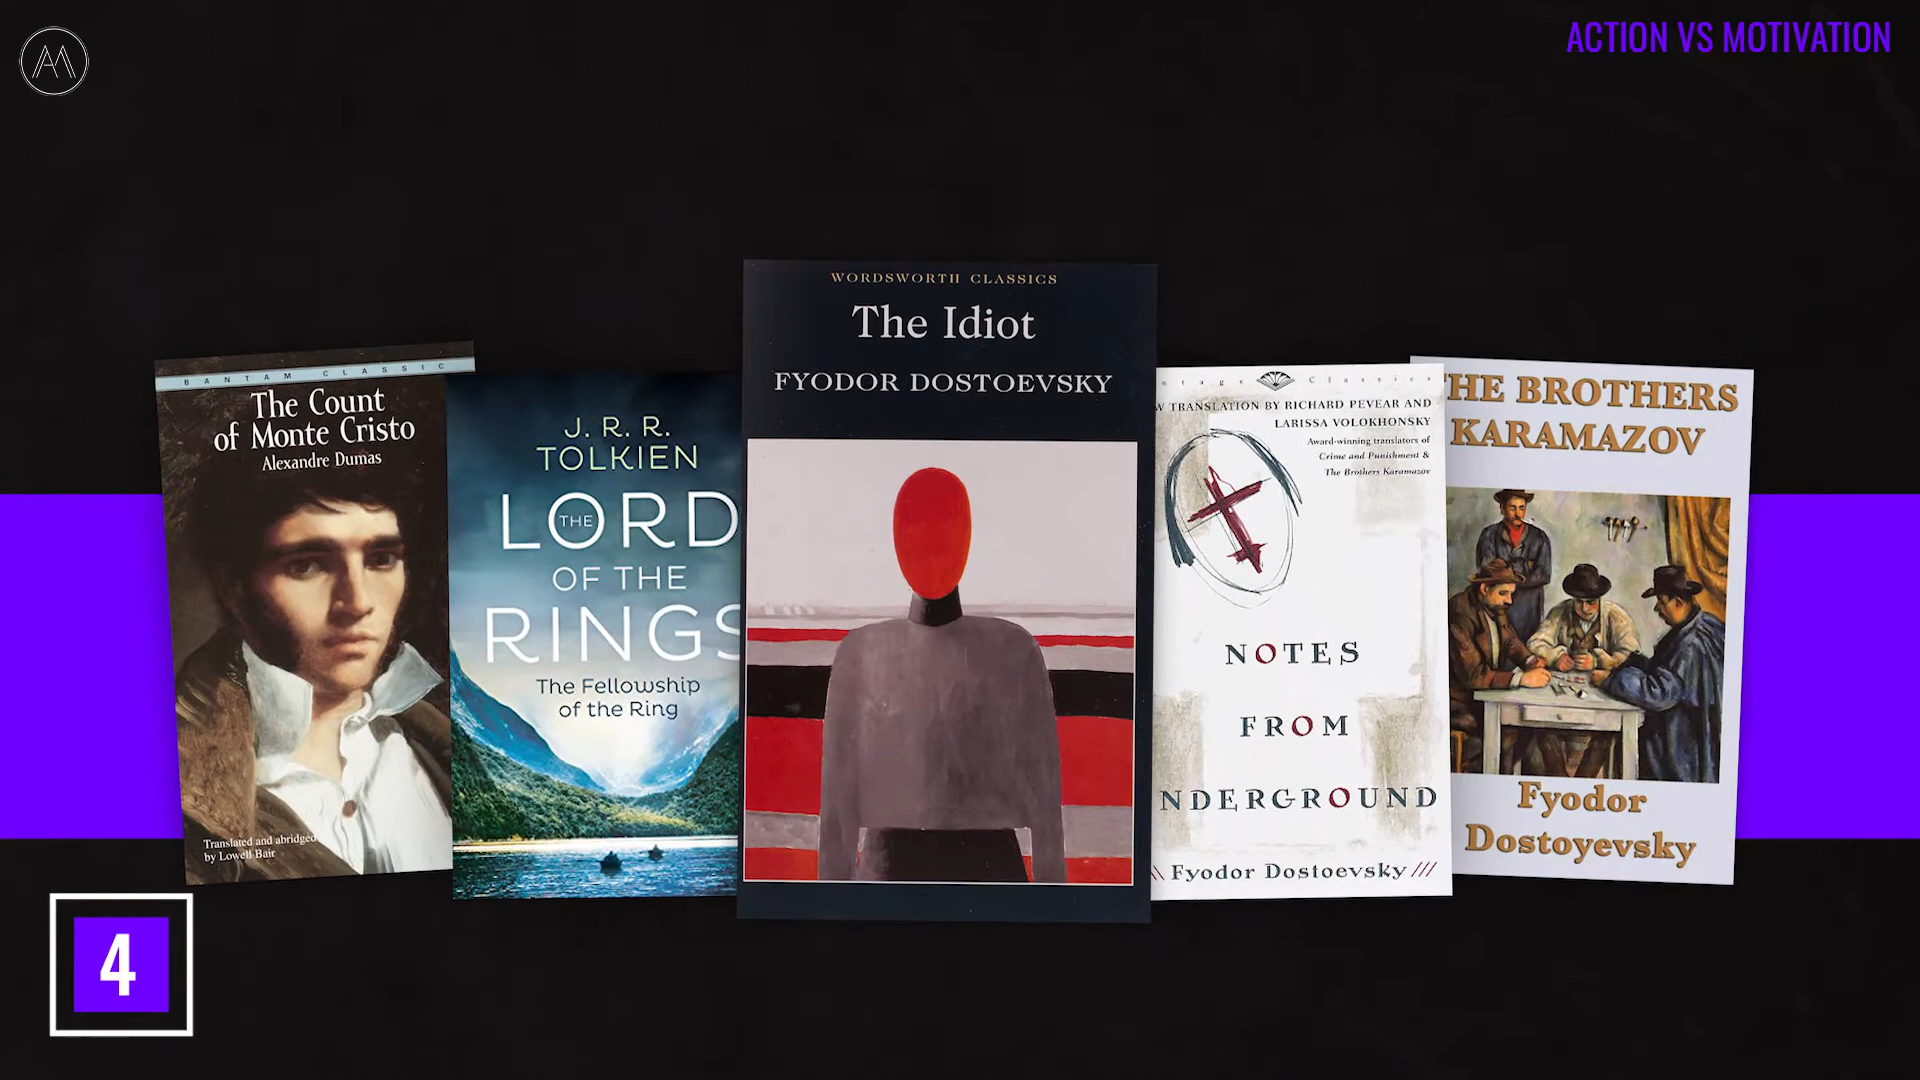 ACTION VS MOTIVATION
BANTAM CLASSIC
The Count
of Monte Cristo
Alexandre Dumas
Translated and abridged
by Lowell Bair
J. R. R.
TOLKIEN
THE
LORD
OF THE
RINGS
The Fellowship
of the Ring
WORDSWORTH CLASSICS
The Idiot
FYODOR DOSTOEVSKY
Classics
TRANSLATION BY RICHARD PEVEAR AND
LARISSA VOLOKHONSKY
Award-winning translators of
Crime and Punishment &
The Brothers Karamazov
NOTES
FROM
NDERGROUND
Fyodor Dostoevsky
HE BROTHERS
KARAMAZOV
Fyodor
Dostoyevsky
4